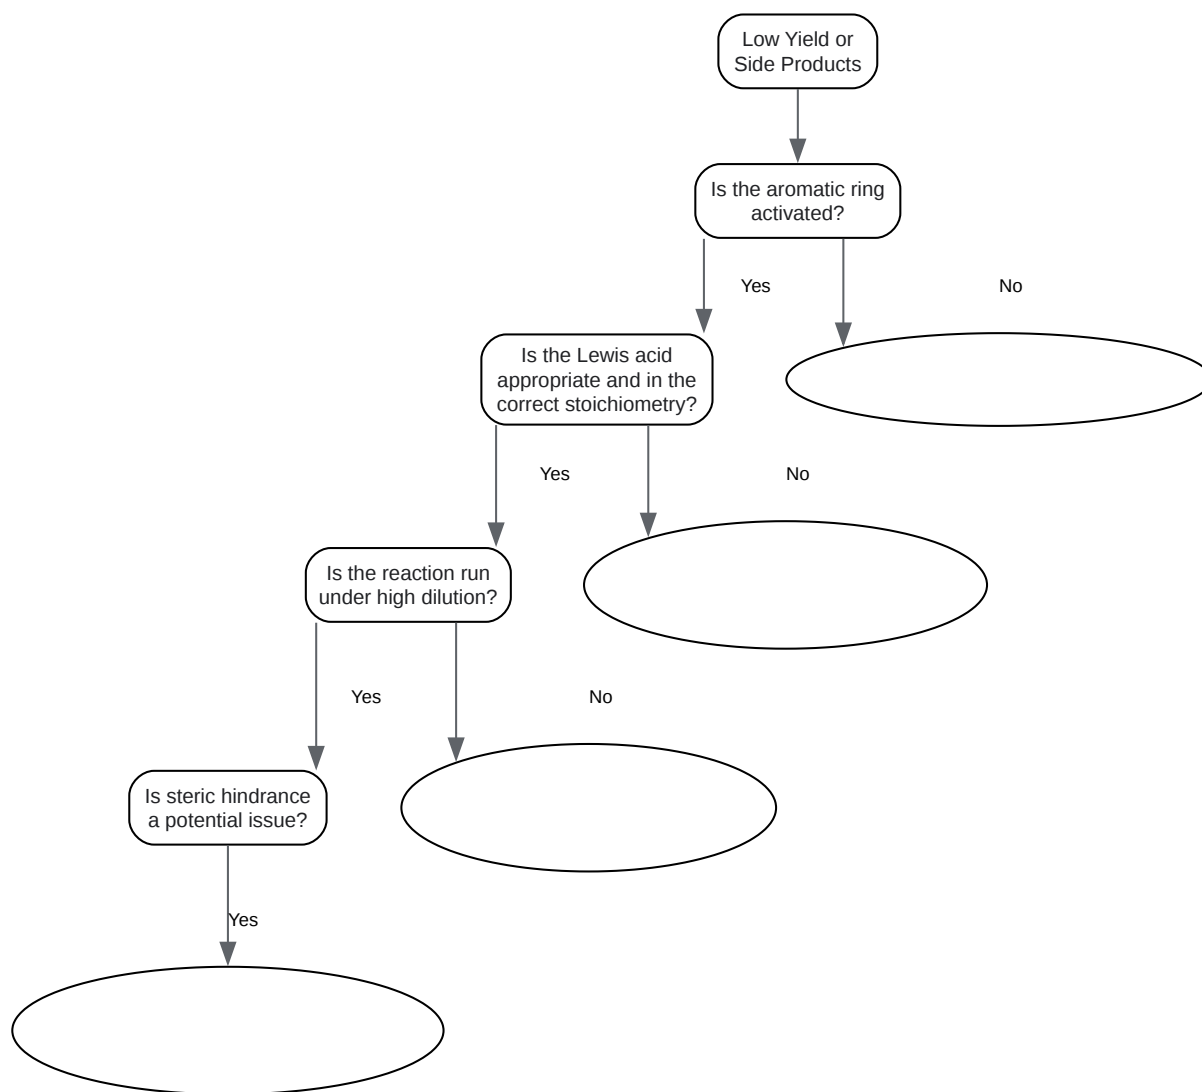 Low Yield or
Side Products
Is the aromatic ring
activated?
Yes
No
Is the Lewis acid
appropriate and in the
correct stoichiometry?
Yes
No
Is the reaction run
under high dilution?
Yes
No
Is steric hindrance
a potential issue?
Yes